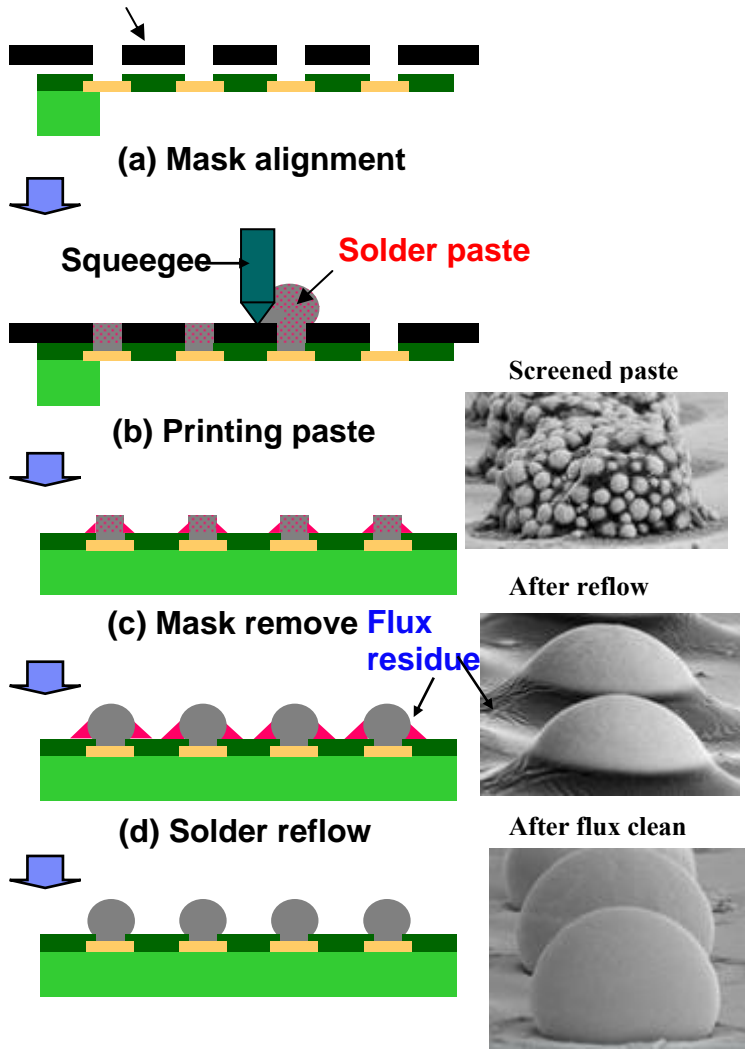 (a) Mask alignment
Squeegee
Solder paste
Screened paste
(b) Printing paste
After reflow
(c) Mask remove
Flux
residue
(d) Solder reflow
After flux clean